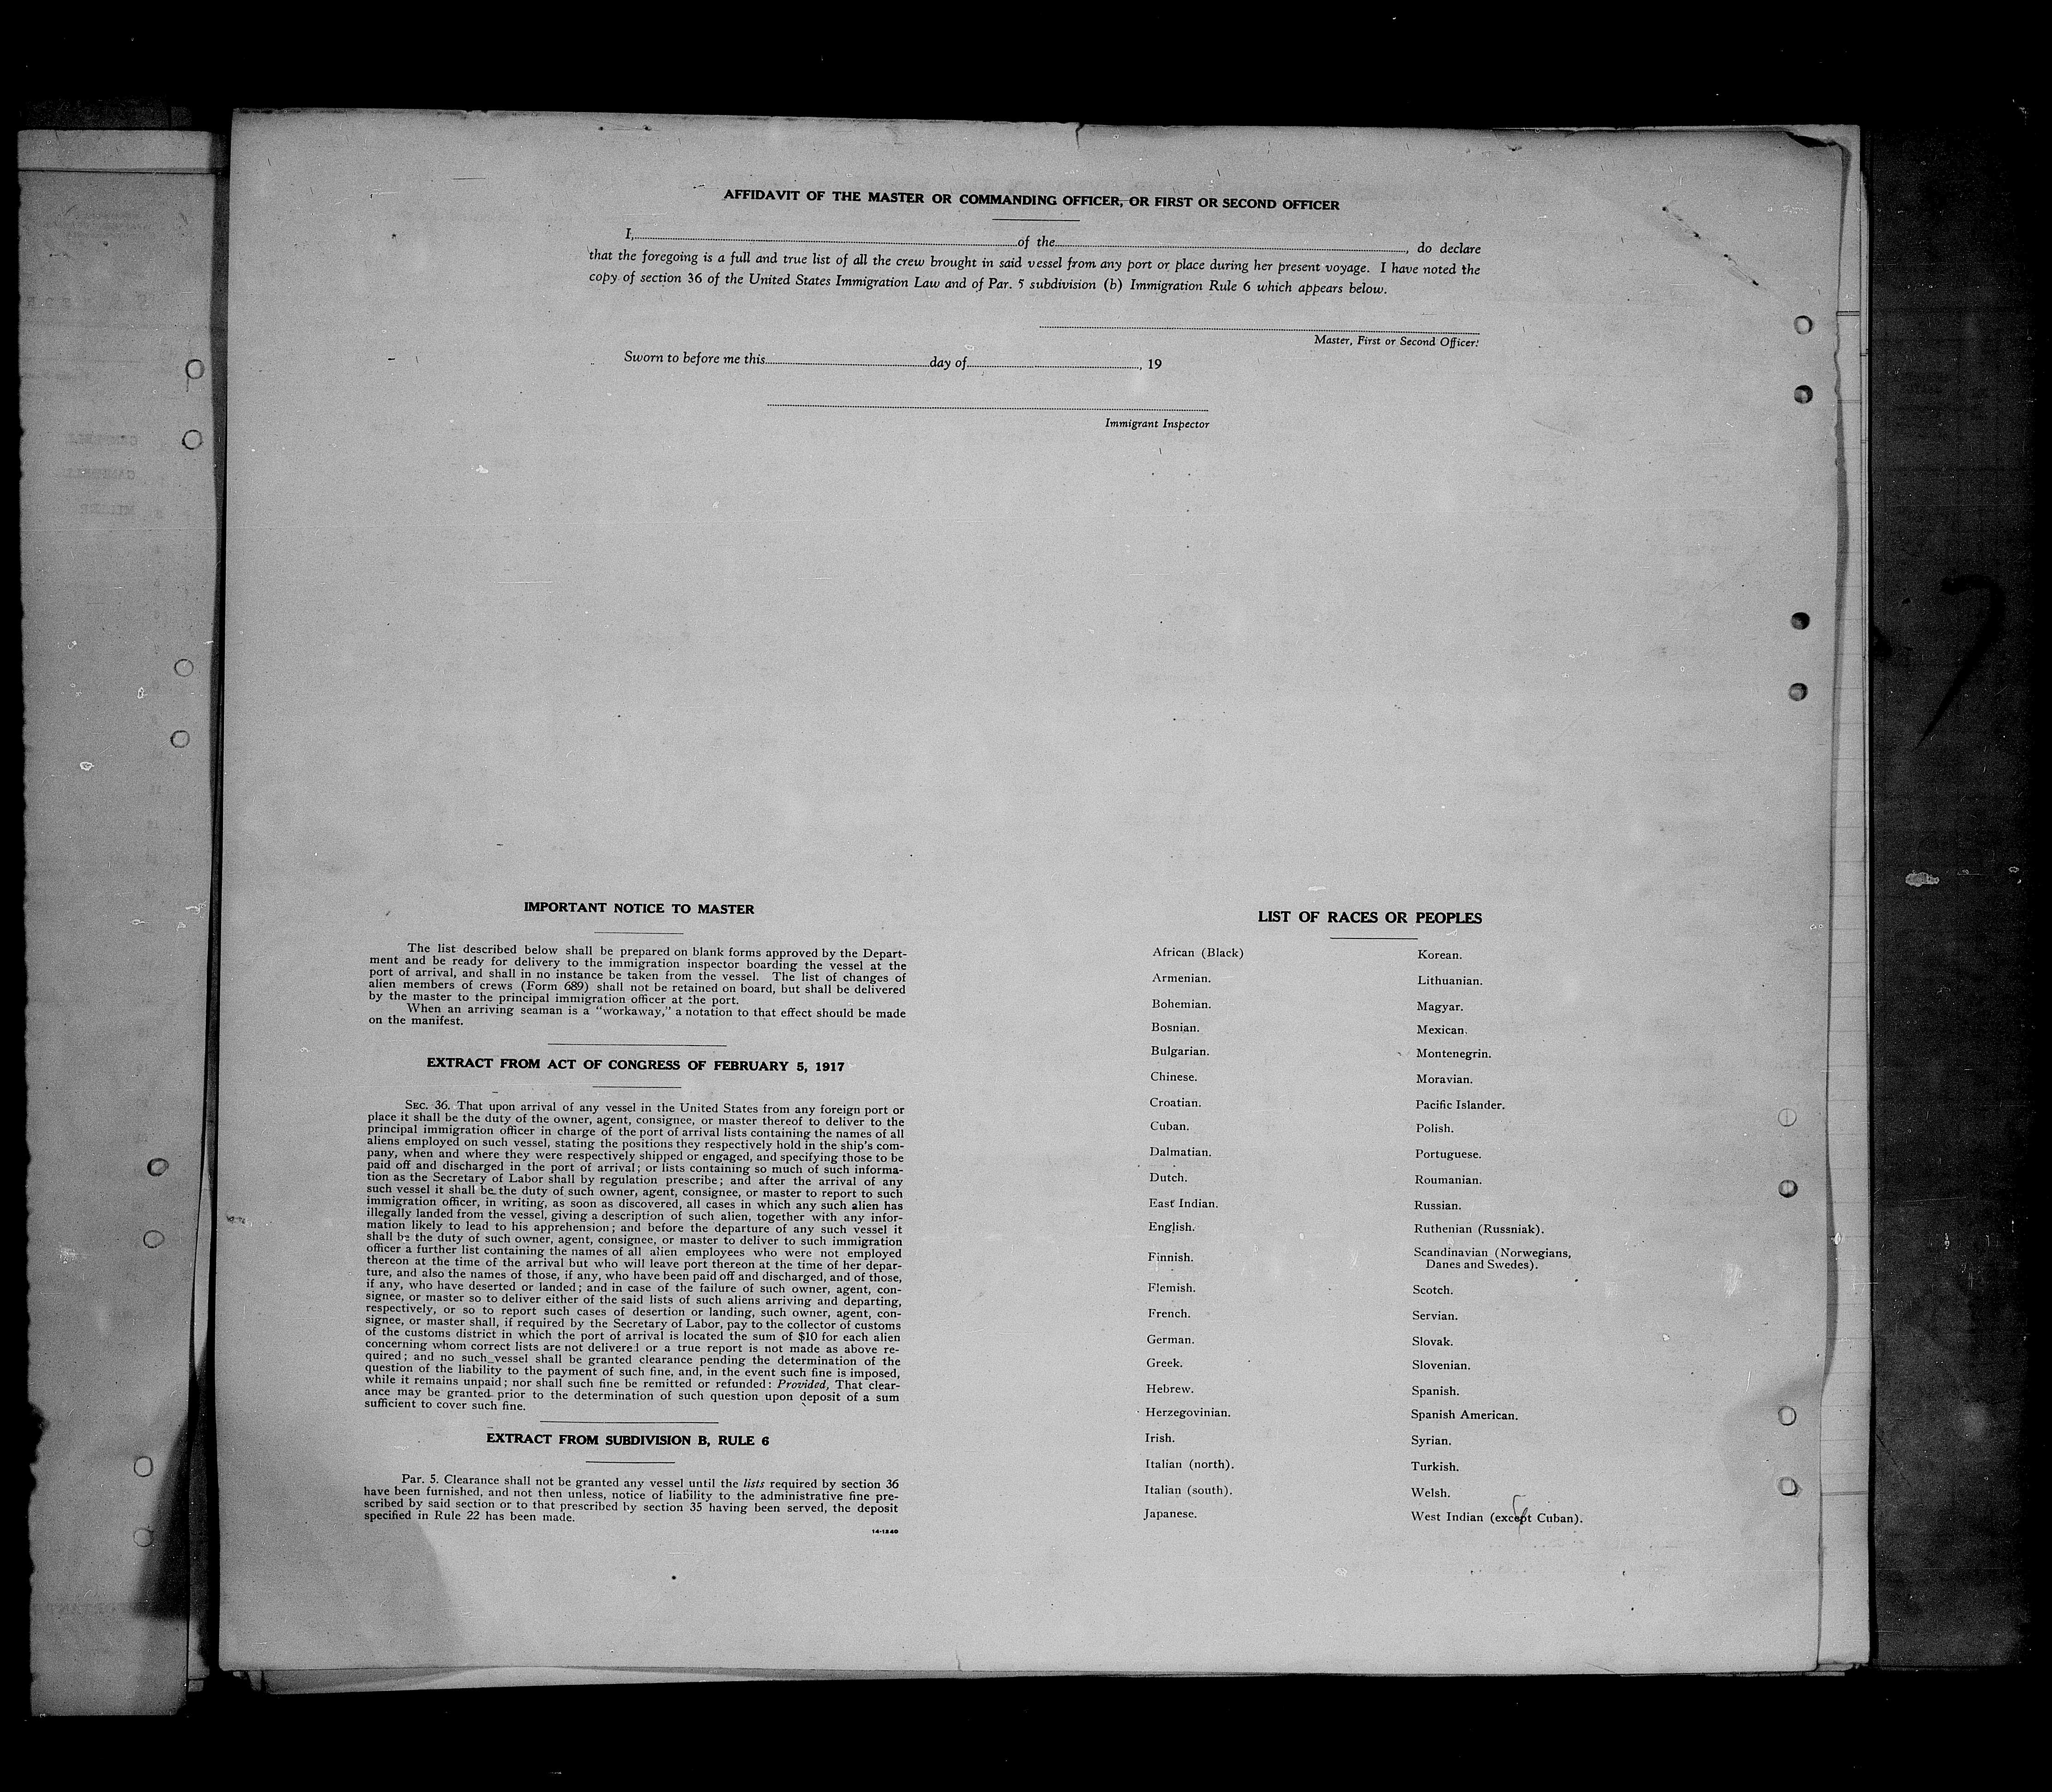 AFFIDAVIT OF THE MASTER OR COMMANDING OFFICER, OR FIRST OR SECOND OFFICER
I, of the , do declare
that the foregoing is a full and true list of all the crew brought in said vessel from any port or place during her present voyage. I have noted the
copy of section 36 of the United States Immigration Law and of Par. 5 subdivision (b) Immigration Rule 6 which appears below.
Master, First or Second Officer.
Sworn to before me this day of , 19
Immigrant Inspector
IMPORTANT NOTICE TO MASTER
The list described below shall be prepared on blank forms approved by the Depart-
ment and be ready for delivery to the immigration inspector boarding the vessel at the
port of arrival, and shall in no instance be taken from the vessel. The list of changes of
alien members of crews (Form 689) shall not be retained on board, but shall be delivered
by the master to the principal immigration officer at the port.
When an arriving seaman is a "workaway," a notation to that effect should be made
on the manifest.
EXTRACT FROM ACT OF CONGRESS OF FEBRUARY 5, 1917
SEC. 36. That upon arrival of any vessel in the United States from any foreign port or
place it shall be the duty of the owner, agent, consignee, or master thereof to deliver to the
principal immigration officer in charge of the port of arrival lists containing the names of all
aliens employed on such vessel, stating the positions they respectively hold in the ship's com-
pany, when and where they were respectively shipped or engaged, and specifying those to be
paid off and discharged in the port of arrival; or lists containing so much of such informa-
tion as the Secretary of Labor shall by regulation prescribe; and after the arrival of any
such vessel it shall be the duty of such owner, agent, consignee, or master to report to such
immigration officer, in writing, as soon as discovered, all cases in which any such alien has
illegally landed from the vessel, giving a description of such alien, together with any infor-
mation likely to lead to his apprehension; and before the departure of any such vessel it
shall be the duty of such owner, agent, consignee, or master to deliver to such immigration
officer a further list containing the names of all alien employees who were not employed
thereon at the time of the arrival but who will leave port thereon at the time of her depar-
ture, and also the names of those, if any, who have been paid off and discharged, and of those,
if any, who have deserted or landed; and in case of the failure of such owner, agent, con-
signee, or master so to deliver either of the said lists of such aliens arriving and departing,
respectively, or so to report such cases of desertion or landing, such owner, agent, con-
signee, or master shall, if required by the Secretary of Labor, pay to the collector of customs
of the customs district in which the port of arrival is located the sum of $10 for each alien
concerning whom correct lists are not delivered or a true report is not made as above re-
quired; and no such vessel shall be granted clearance pending the determination of the
question of the liability to the payment of such fine, and, in the event such fine is imposed,
while it remains unpaid; nor shall such fine be remitted or refunded: Provided, That clear-
ance may be granted prior to the determination of such question upon deposit of a sum
sufficient to cover such fine.
EXTRACT FROM SUBDIVISION B, RULE 6
Par. 5. Clearance shall not be granted any vessel until the lists required by section 36
have been furnished, and not then unless, notice of liability to the administrative fine pre-
scribed by said section or to that prescribed by section 35 having been served, the deposit
specified in Rule 22 has been made.
14-1240
LIST OF RACES OR PEOPLES
African (Black)
Armenian.
Bohemian.
Bosnian.
Bulgarian.
Chinese.
Croatian.
Cuban.
Dalmatian.
Dutch.
East Indian.
English.
Finnish.
Flemish.
French.
German.
Greek.
Hebrew.
Herzegovinian.
Irish.
Italian (north).
Italian (south).
Japanese.
Korean.
Lithuanian.
Magyar.
Mexican.
Montenegrin.
Moravian.
Pacific Islander.
Polish.
Portuguese.
Roumanian.
Russian.
Ruthenian (Russniak).
Scandinavian (Norwegians,
Danes and Swedes).
Scotch.
Servian.
Slovak.
Slovenian.
Spanish.
Spanish American.
Syrian.
Turkish.
Welsh.
West Indian (except Cuban).